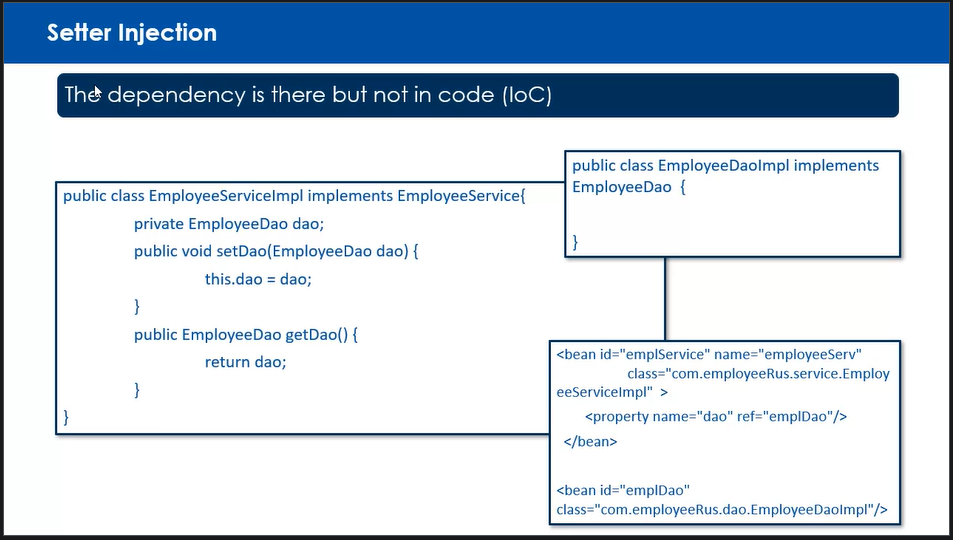 Setter Injection
The dependency is there but not in code (IoC)
public class EmployeeServiceImpl implements EmployeeService{
private EmployeeDao dao;
public void setDao(EmployeeDao dao) {
this.dao = dao;
}
public EmployeeDao getDao() {
return dao;
}
}
public class EmployeeDaoImpl implements
EmployeeDao {
}
<bean id="emplService" name="employeeServ"
class="com.employeeRus.service.Employ
eeServiceImpl" >
<property name="dao" ref="emplDao"/>
</bean>
<bean id="emplDao"
class="com.employeeRus.dao.EmployeeDaoImpl"/>